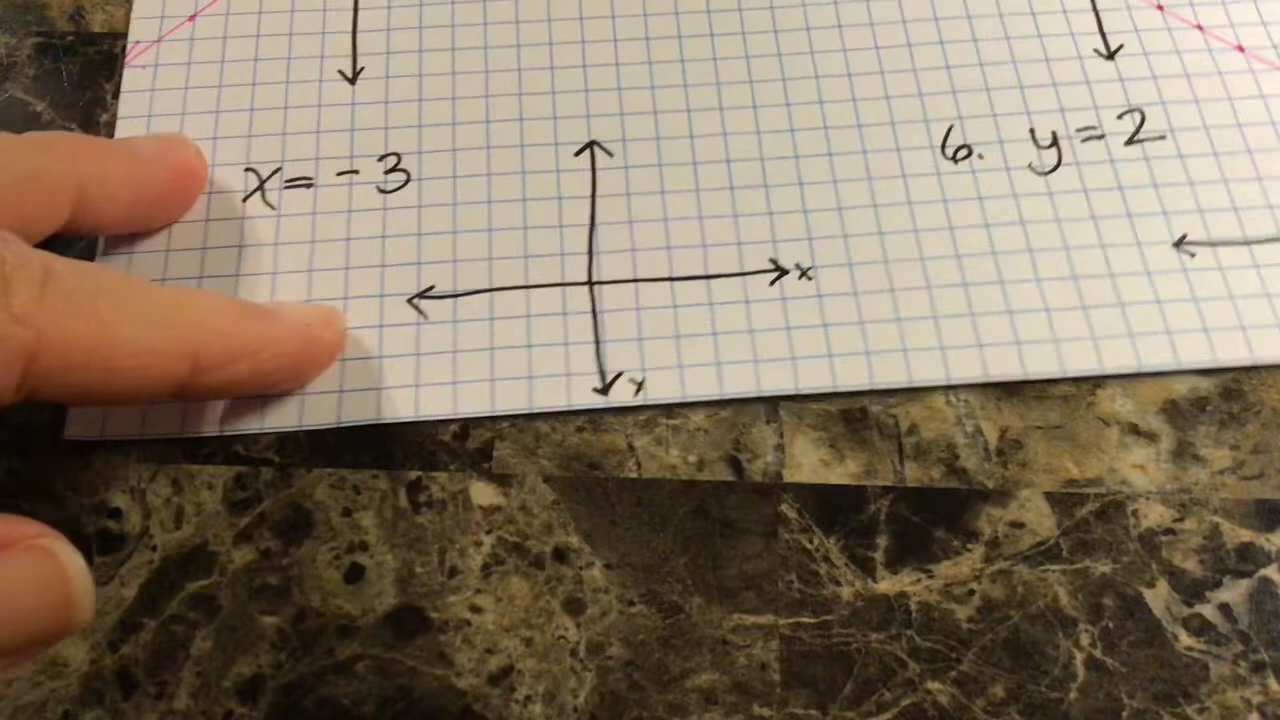 x = -3
6. y = 2
x
y